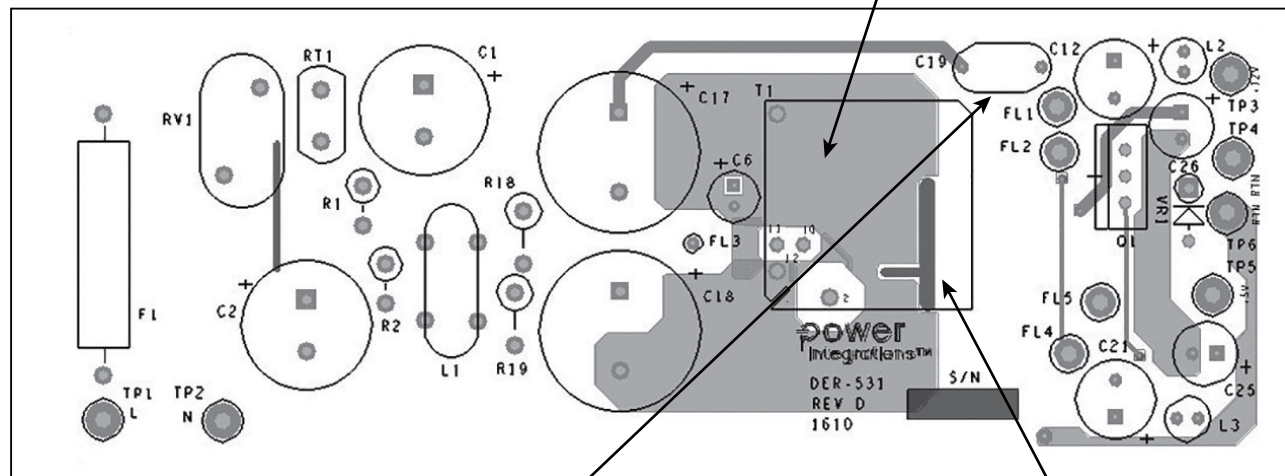 RT1
C1
+
RV1
R1
R2
+
C2
F1
TP1
L
TP2
N
L1
R18
R19
+
C17
T1
+
C6
FL3
11
10
12
2
+
C18
power
integrations™
DER-531
REV D
1610
S/N
C19
C12
+
L2
FL1
FL2
+
TP3
TP4
C26
VR1
Q1
RTN
RTN
TP6
TP5
FL5
FL4
C21
+
+
C25
L3